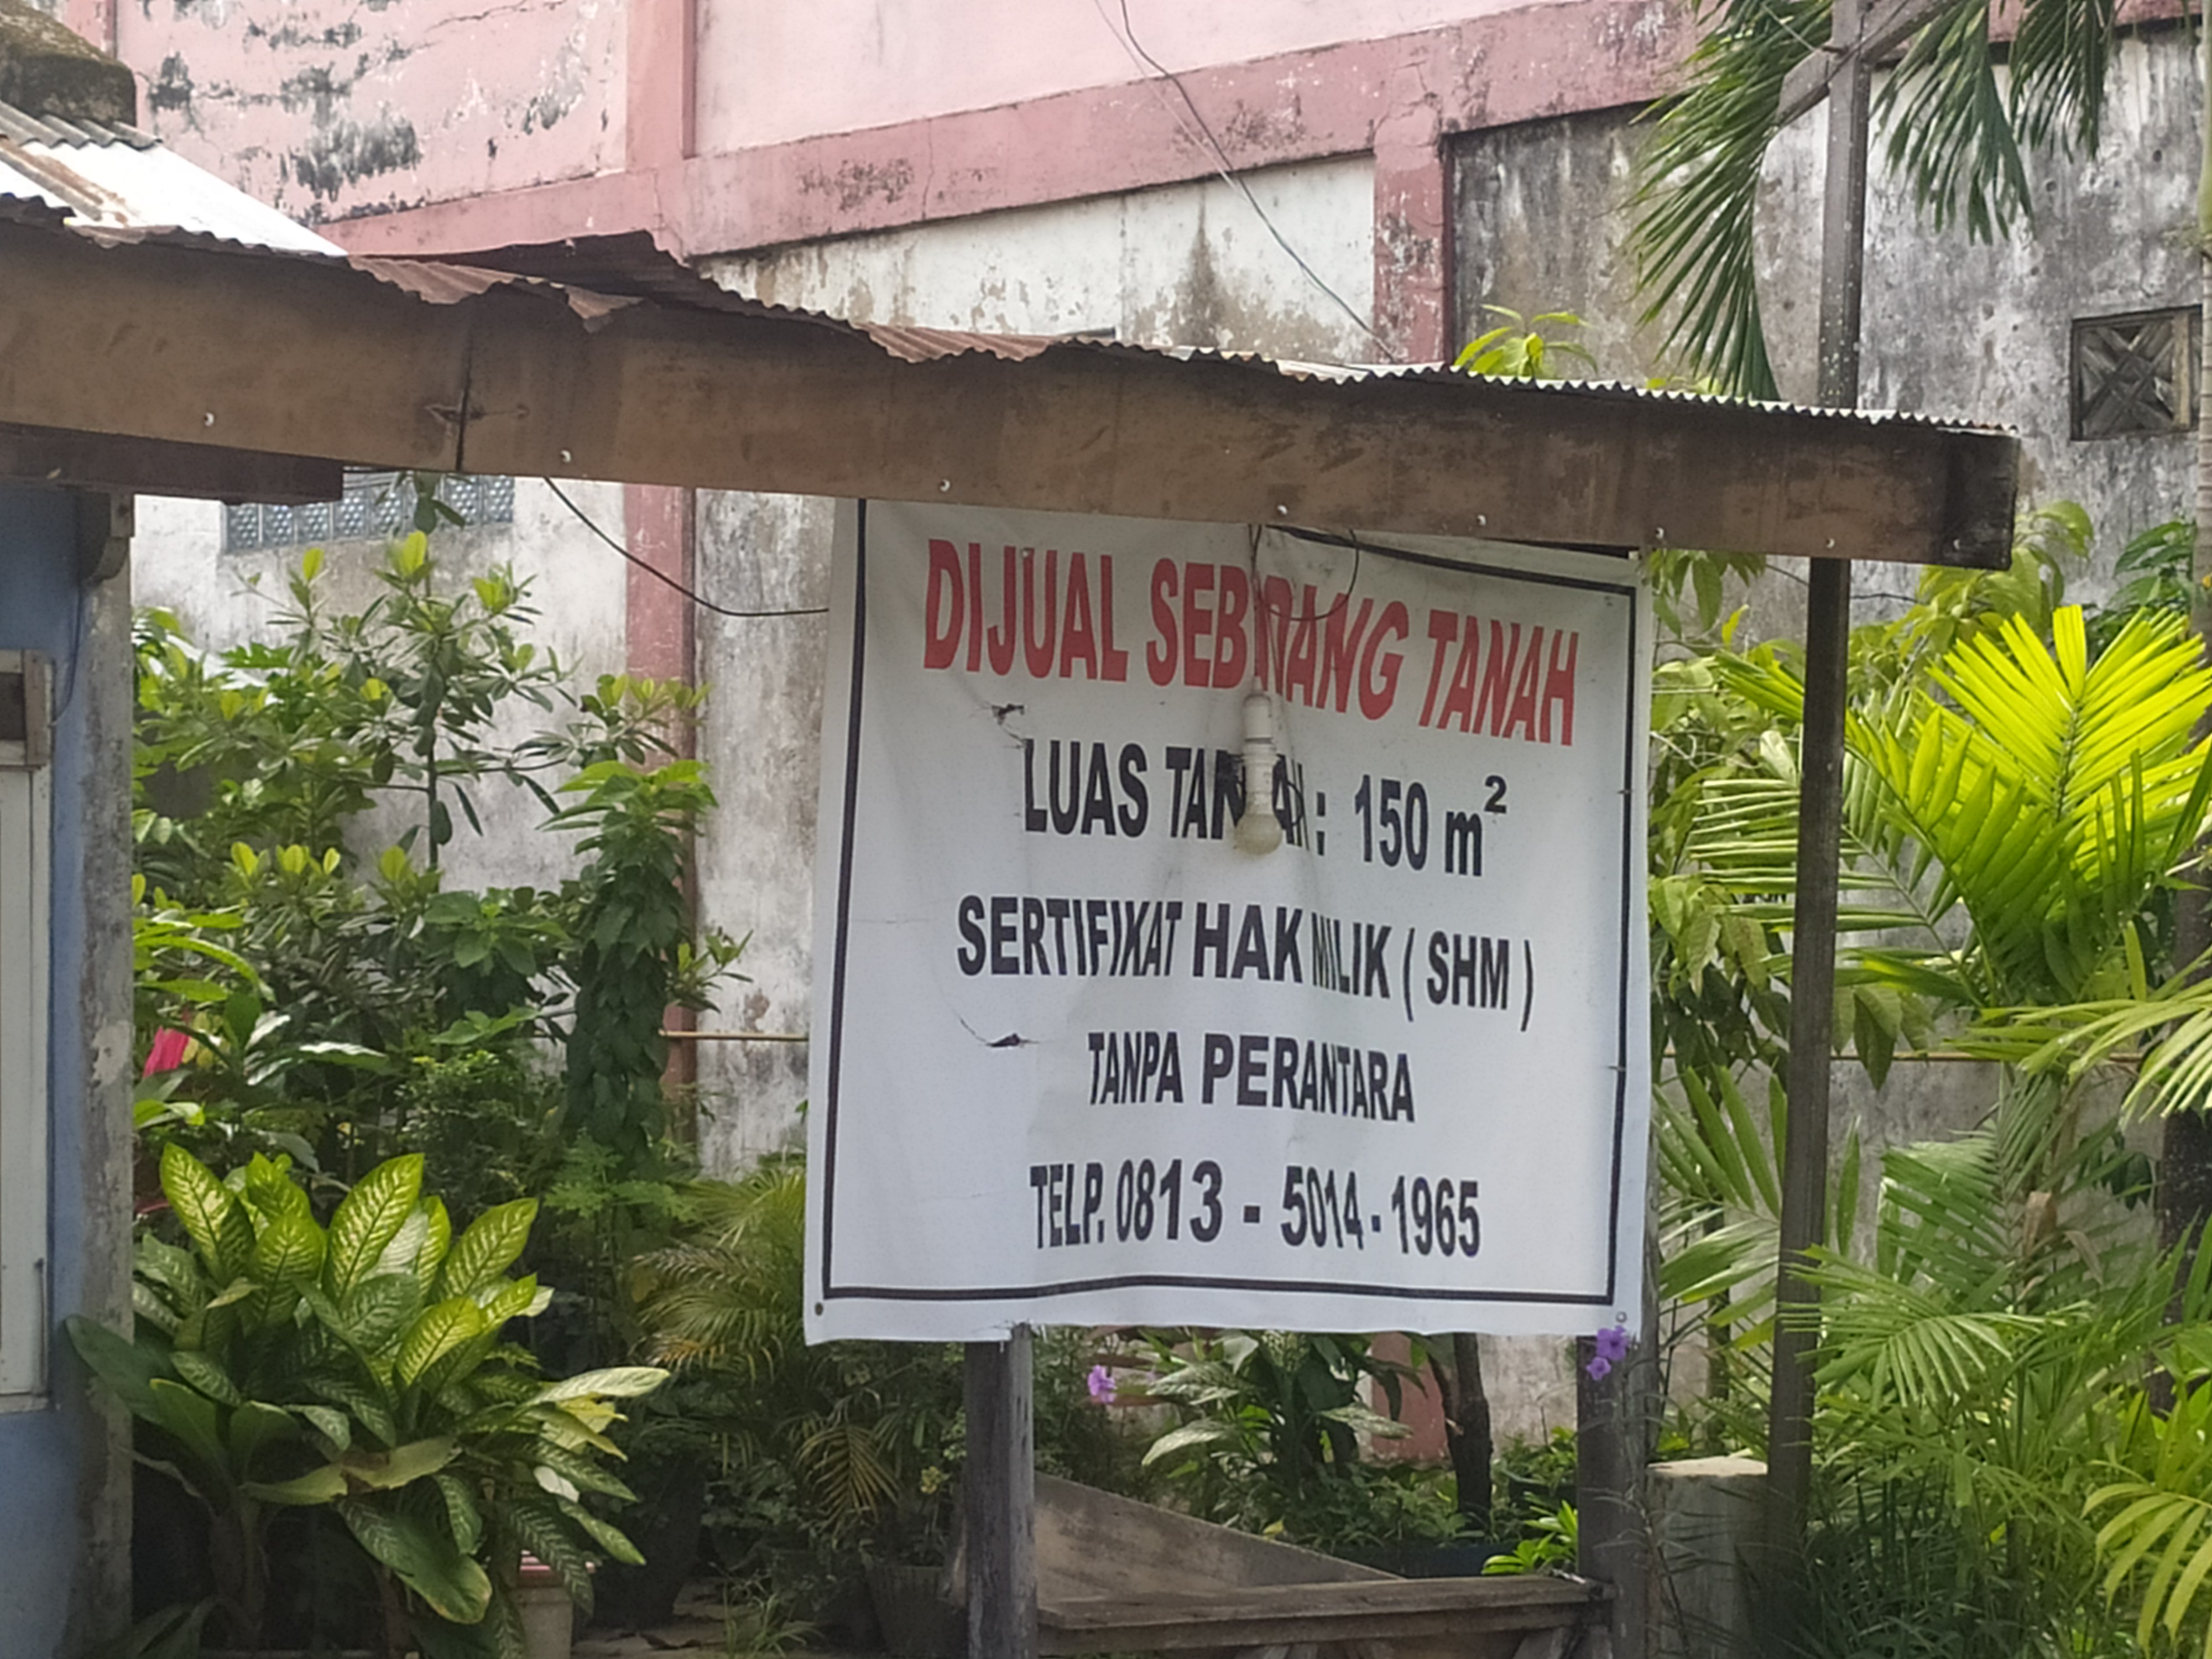 DIJUAL SEBIDANG TANAH
LUAS TANAH : 150 m²
SERTIFIKAT HAK MILIK ( SHM )
TANPA PERANTARA
TELP. 0813 - 5014 - 1965